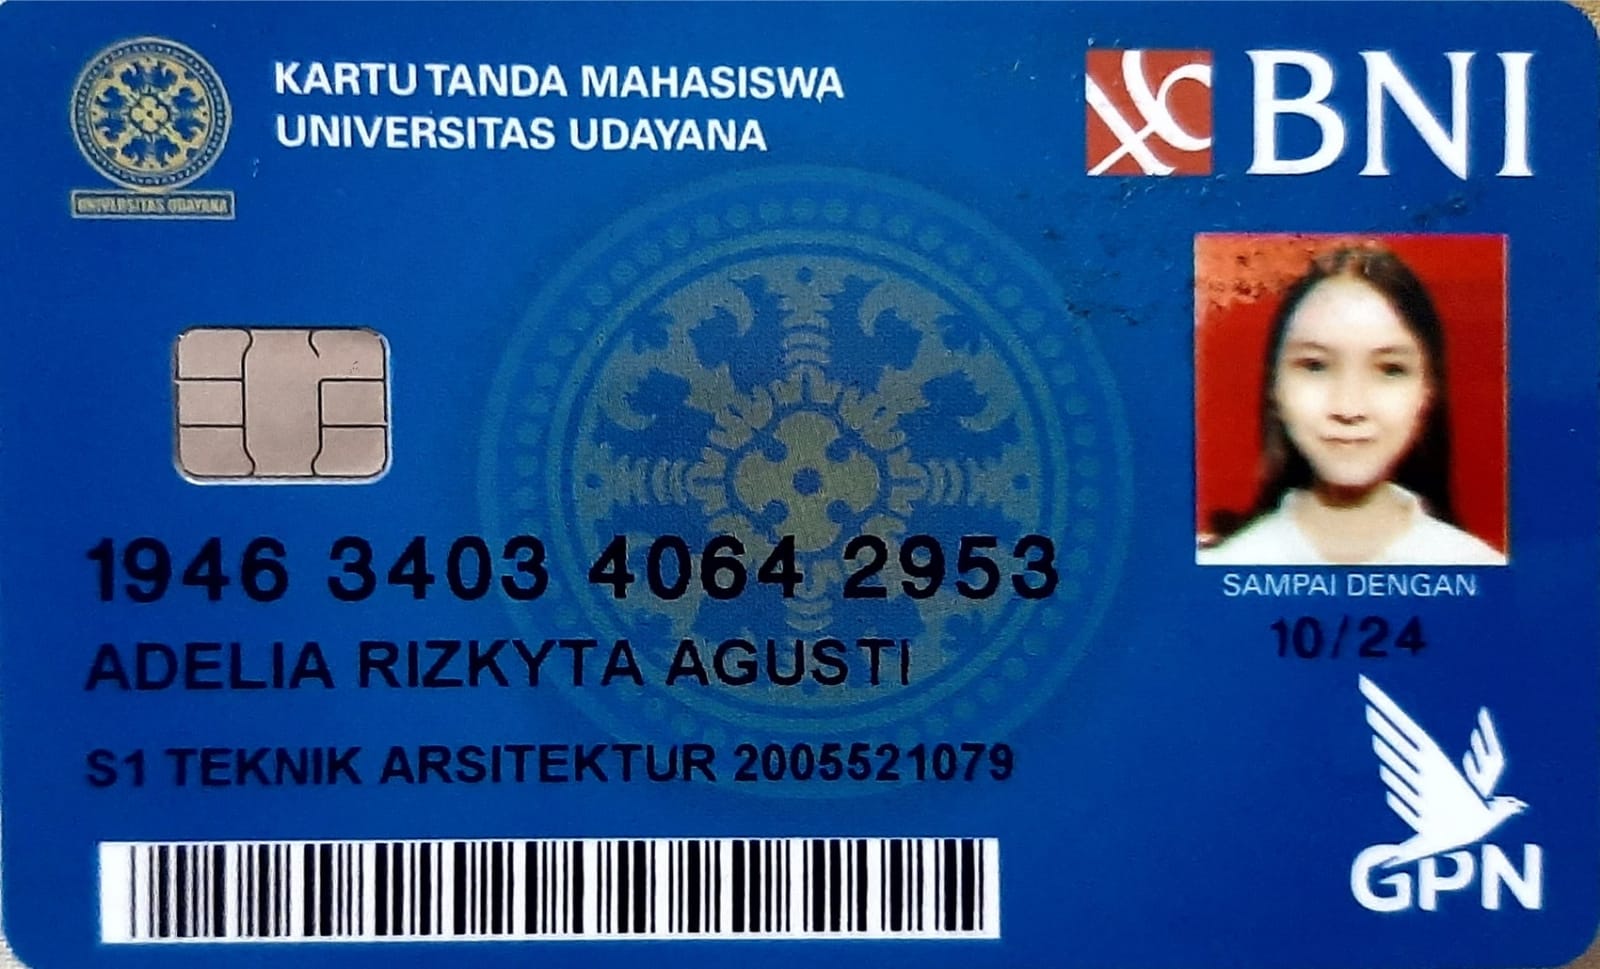 KARTU TANDA MAHASISWA
UNIVERSITAS UDAYANA
UNIVERSITAS UDAYANA
BNI
1946 3403 4064 2953
ADELIA RIZKYTA AGUSTI
S1 TEKNIK ARSITEKTUR 2005521079
SAMPAI DENGAN
10/24
GPN